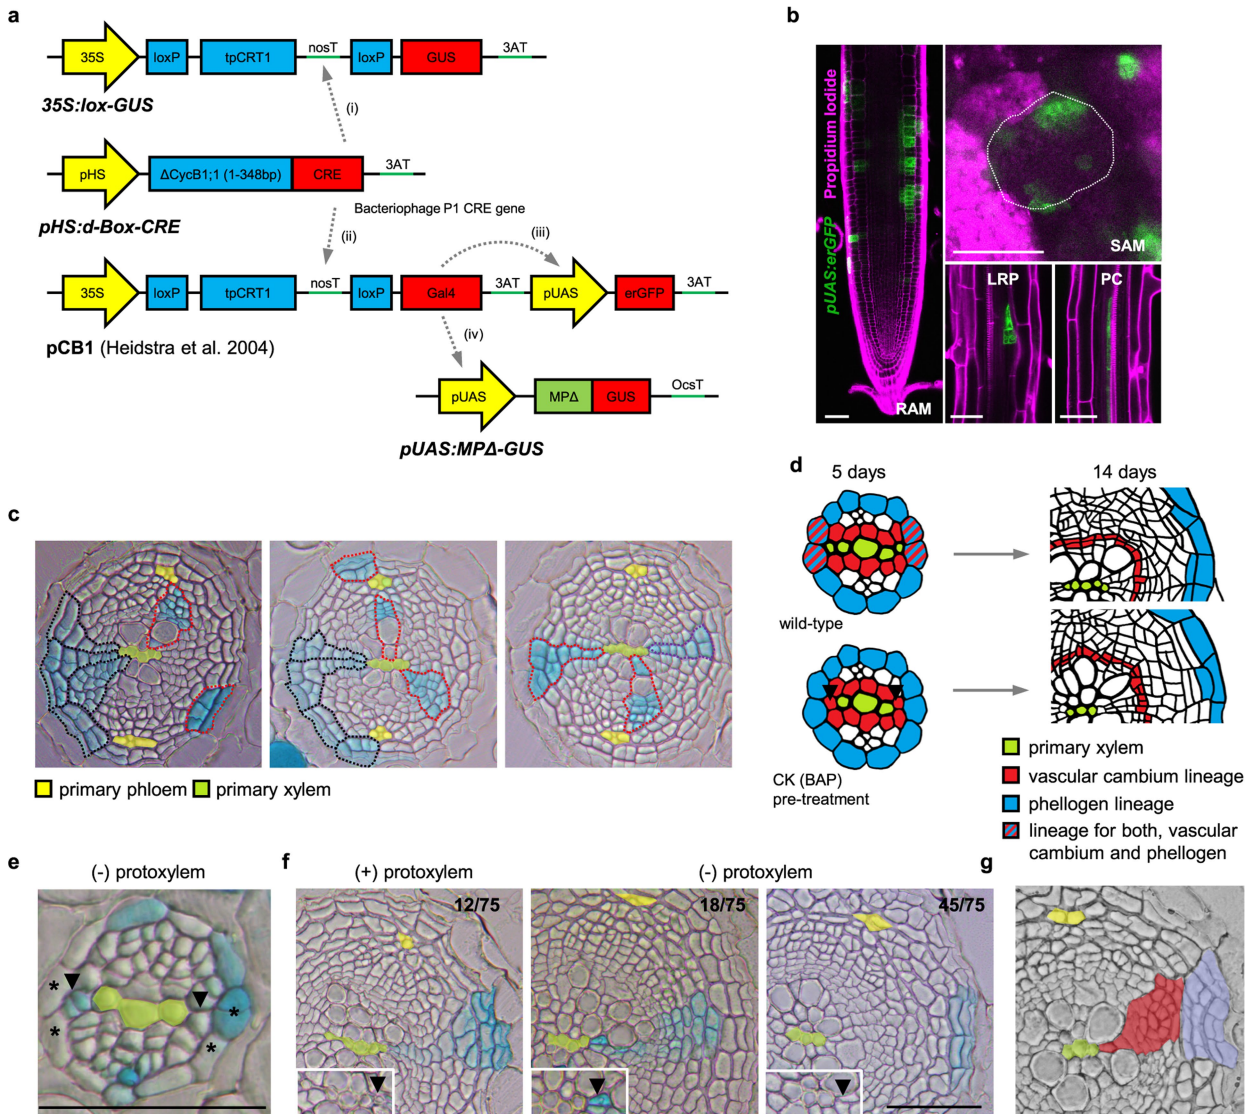 a
35S
loxP
tpCRT1
nosT
loxP
GUS
3AT
35S:lox-GUS
(i)
pHS
ΔCycB1;1 (1-348bp)
CRE
3AT
pHS:d-Box-CRE
Bacteriophage P1 CRE gene
(ii)
(iii)
35S
loxP
tpCRT1
nosT
loxP
Gal4
3AT
pUAS
erGFP
3AT
pCB1 (Heidstra et al. 2004)
(iv)
pUAS
MPΔ
GUS
OcsT
pUAS:MPΔ-GUS
b
pUAS:erGFP Propidium Iodide
RAM
SAM
LRP
PC
c
primary phloem
primary xylem
d
5 days
14 days
wild-type
CK (BAP)
pre-treatment
primary xylem
vascular cambium lineage
phellogen lineage
lineage for both, vascular
cambium and phellogen
e
(-) protoxylem
*
*
*
*
f
(+) protoxylem
(-) protoxylem
12/75
18/75
45/75
g